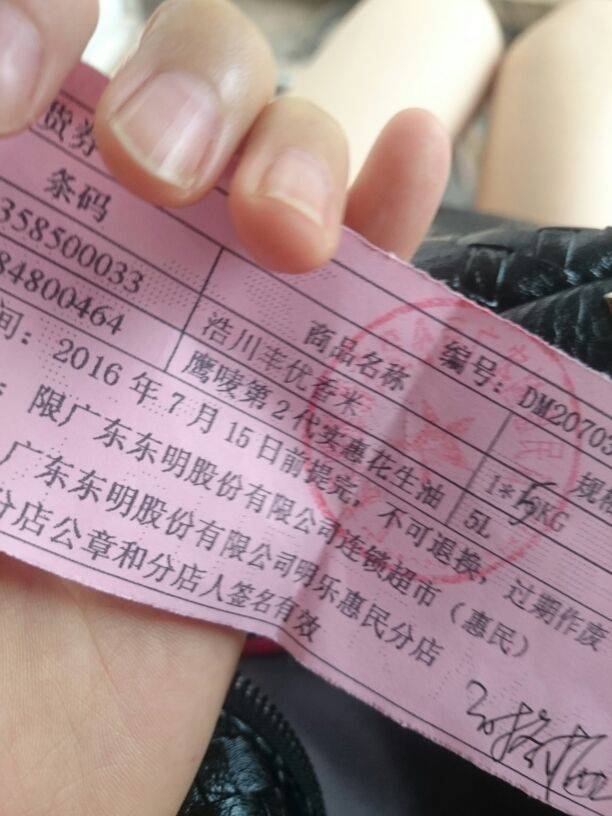 货券
编号：DM20703
条码 商品名称 规
358500033 浩川丰优香米 1*5KG
84800464 鹰唛第2代实惠花生油 5L
间：2016年7月15日前提完，不可退换，过期作废
：限广东东明股份有限公司连锁超市（惠民）
广东东明股份有限公司明乐惠民分店
分店公章和分店人签名有效